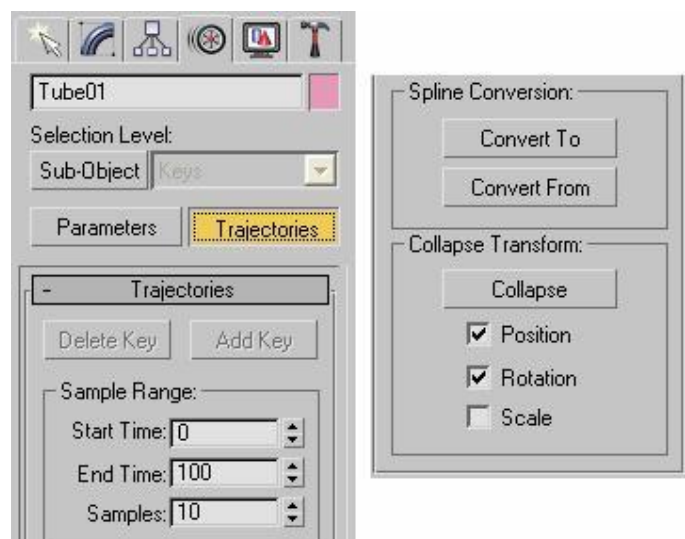 Tube01
Selection Level:
Sub-Object Keys
Parameters Trajectories
- Trajectories
Delete Key Add Key
Sample Range:
Start Time: 0
End Time: 100
Samples: 10
Spline Conversion:
Convert To
Convert From
Collapse Transform:
Collapse
Position
Rotation
Scale